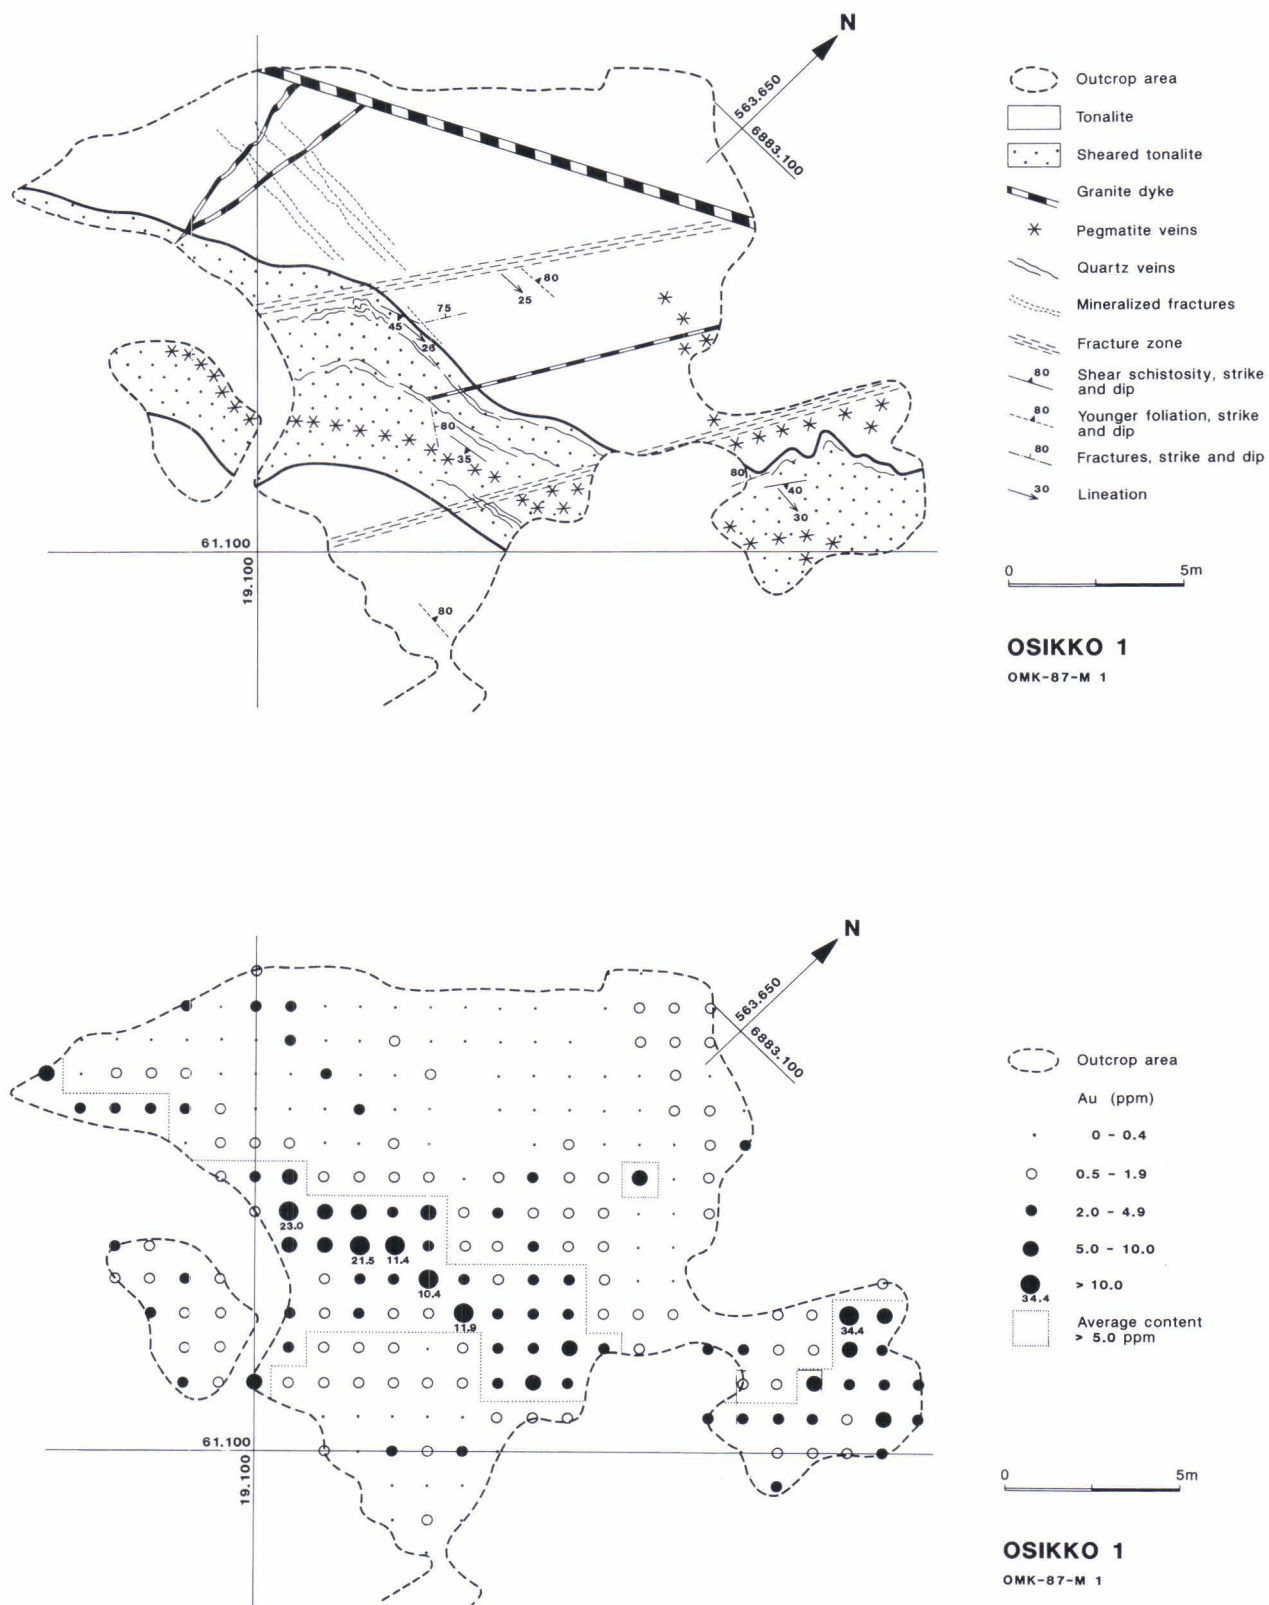 N
563.650
6883.100
80
25
75
45
26
80
35
80
40
30
61.100
19.100
80
Outcrop area
Tonalite
Sheared tonalite
Granite dyke
Pegmatite veins
Quartz veins
Mineralized fractures
Fracture zone
80 Shear schistosity, strike
and dip
80 Younger foliation, strike
and dip
80 Fractures, strike and dip
30 Lineation
0 5m
OSIKKO 1
OMK-87-M 1
N
563.650
6883.100
23.0
21.5 11.4
10.4
11.9
34.4
61.100
19.100
Outcrop area
Au (ppm)
0 - 0.4
0.5 - 1.9
2.0 - 4.9
5.0 - 10.0
> 10.0
34.4
Average content
> 5.0 ppm
0 5m
OSIKKO 1
OMK-87-M 1